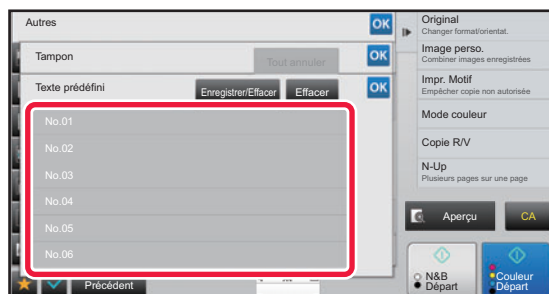 Autres
OK
Tampon
Tout annuler
OK
Texte prédéfini
Enregistrer/Effacer
Effacer
OK
No.01
No.02
No.03
No.04
No.05
No.06
Précédent
Original
Changer format/orientat.
Image perso.
Combiner images enregistrées
Impr. Motif
Empêcher copie non autorisée
Mode couleur
Copie R/V
N-Up
Plusieurs pages sur une page
Aperçu
CA
N&B
Départ
Couleur
Départ